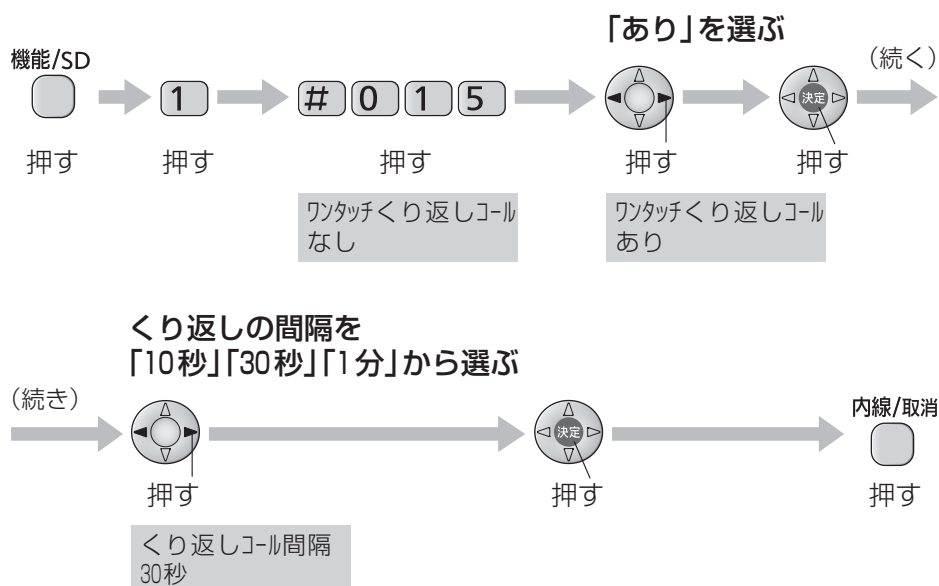 「あり」を選ぶ
機能/SD
(続く)
1
# 0 1 5
決定
押す
押す
押す
押す
押す
ﾜﾝﾀｯﾁくり返しｺｰﾙ
なし
ﾜﾝﾀｯﾁくり返しｺｰﾙ
あり
くり返しの間隔を
「10秒」「30秒」「1分」から選ぶ
(続き)
内線/取消
決定
押す
押す
押す
くり返しｺｰﾙ間隔
30秒